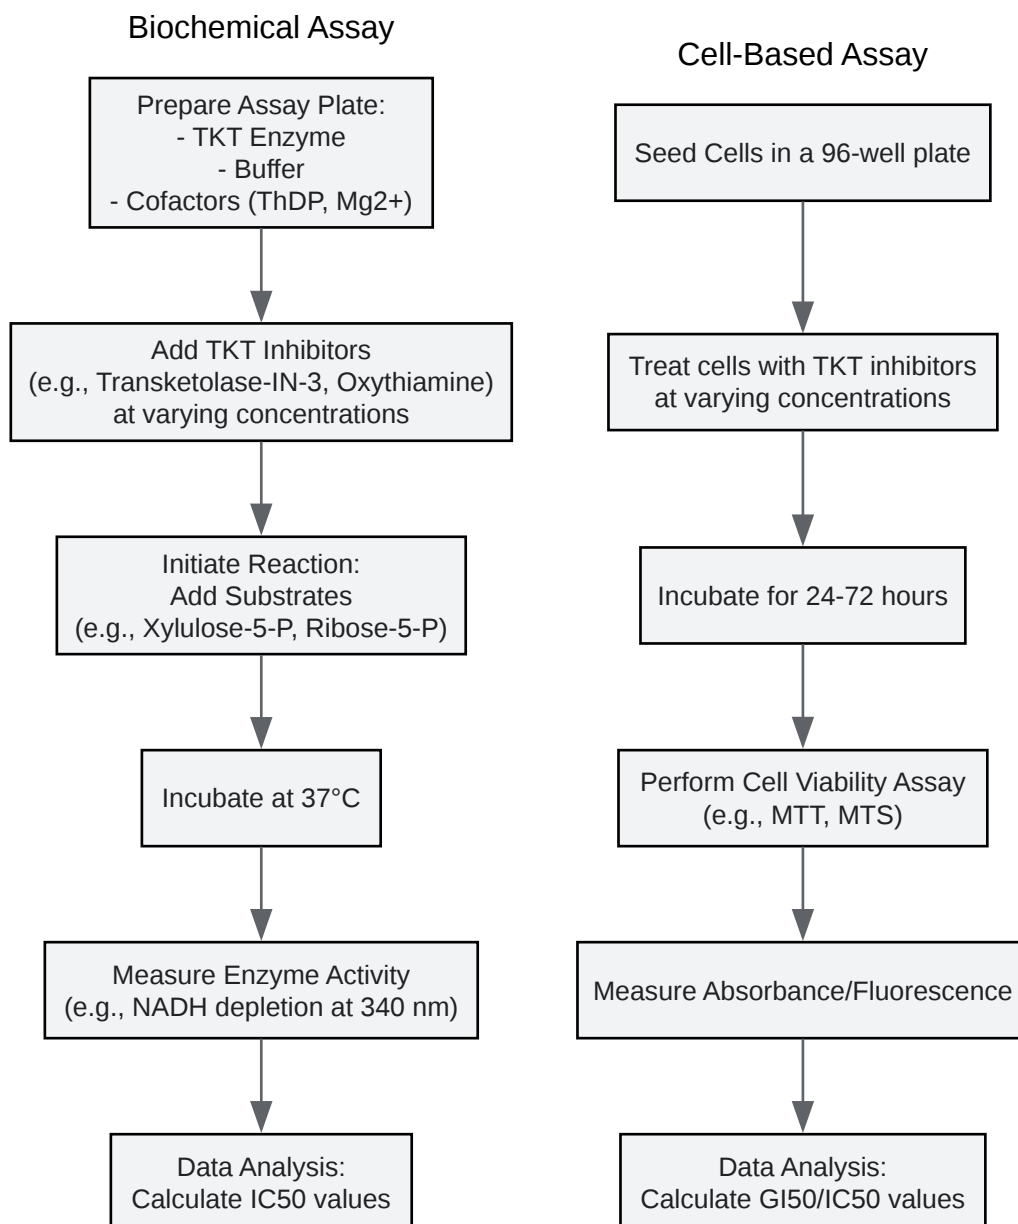 Biochemical Assay
Prepare Assay Plate:
- TKT Enzyme
- Buffer
- Cofactors (ThDP, Mg2+)
Add TKT Inhibitors
(e.g., Transketolase-IN-3, Oxythiamine)
at varying concentrations
Initiate Reaction:
Add Substrates
(e.g., Xylulose-5-P, Ribose-5-P)
Incubate at 37°C
Measure Enzyme Activity
(e.g., NADH depletion at 340 nm)
Data Analysis:
Calculate IC50 values
Cell-Based Assay
Seed Cells in a 96-well plate
Treat cells with TKT inhibitors
at varying concentrations
Incubate for 24-72 hours
Perform Cell Viability Assay
(e.g., MTT, MTS)
Measure Absorbance/Fluorescence
Data Analysis:
Calculate GI50/IC50 values